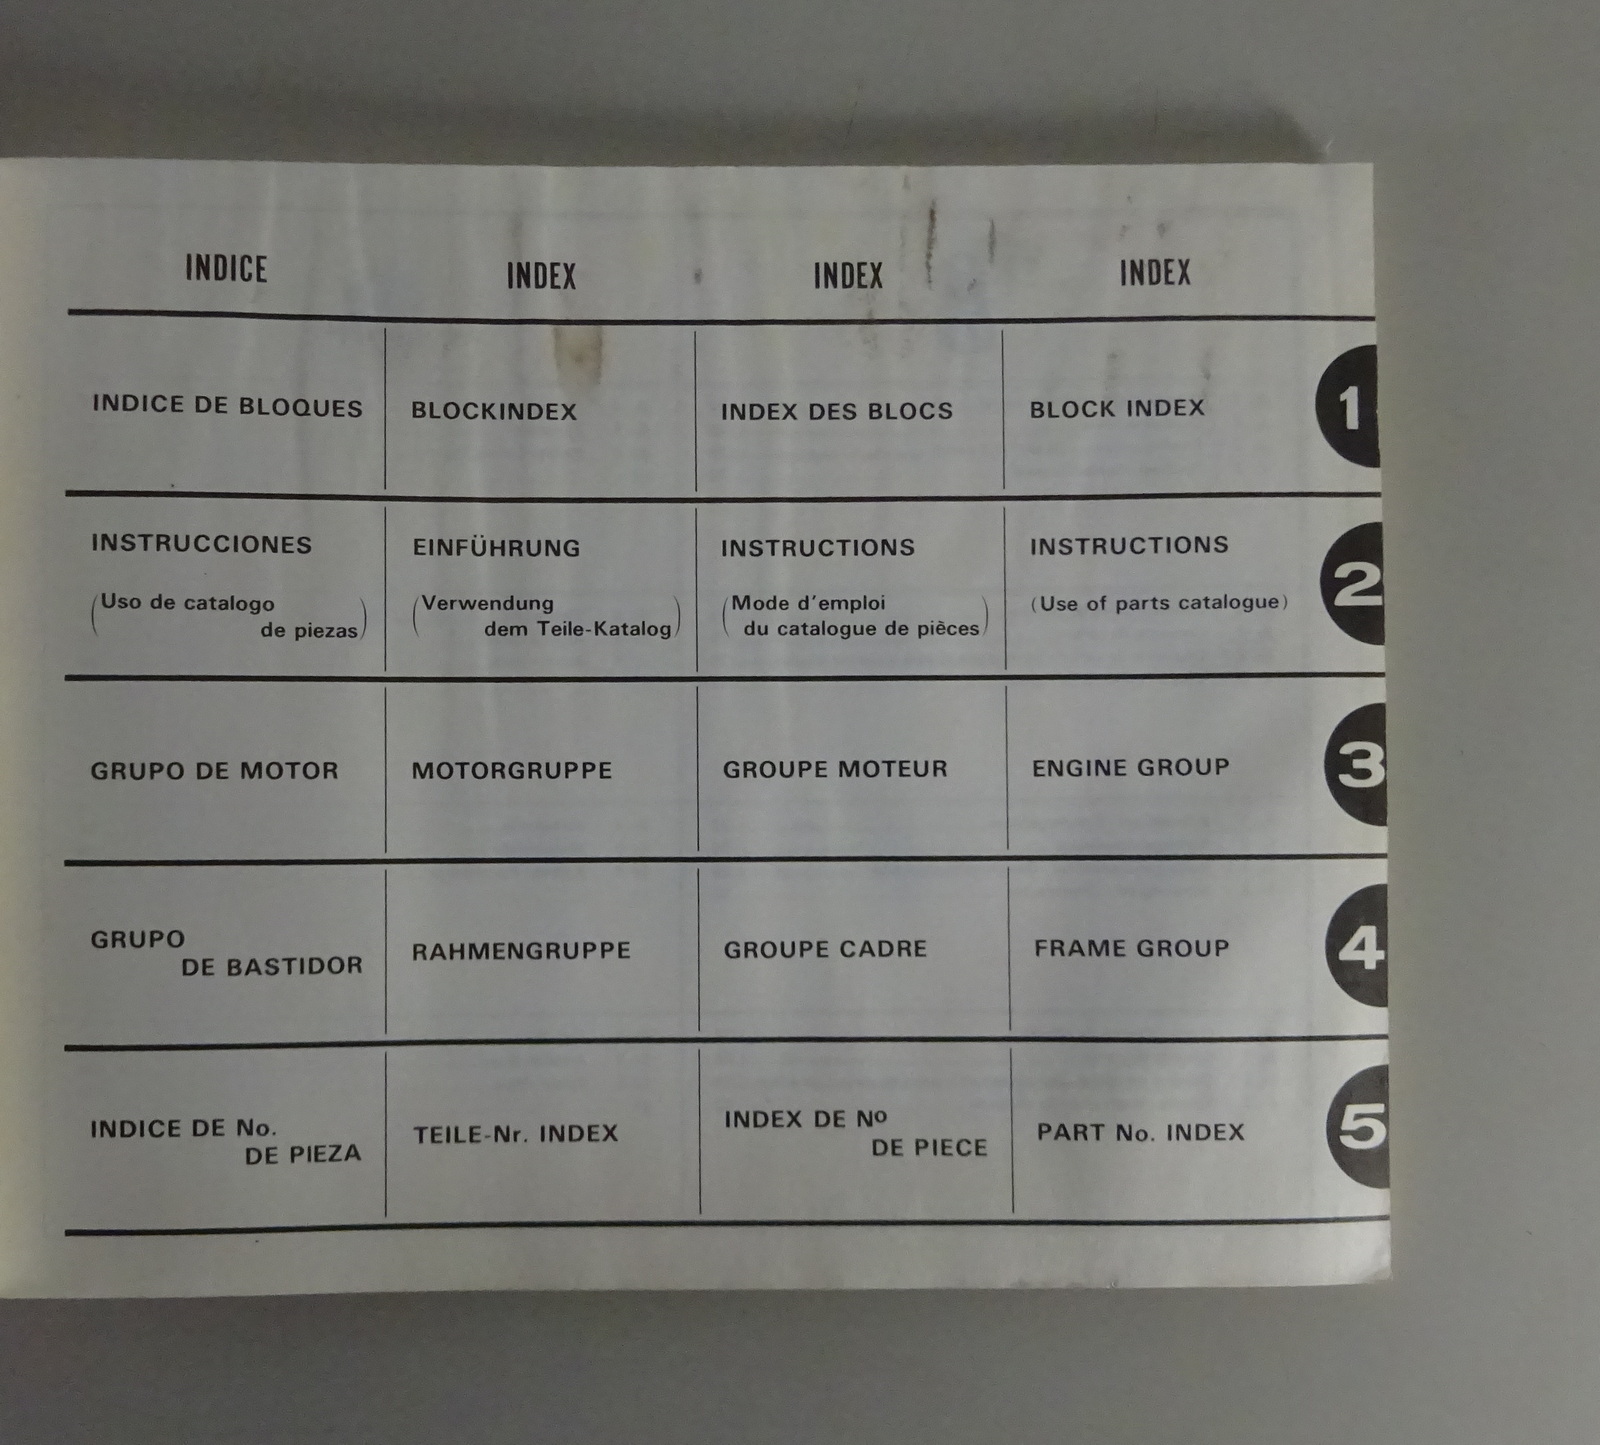 INDICE
INDEX
INDEX
INDEX
INDICE DE BLOQUES
BLOCKINDEX
INDEX DES BLOCS
BLOCK INDEX
1
INSTRUCCIONES
(Uso de catalogo
de piezas)
EINFÜHRUNG
(Verwendung
dem Teile-Katalog)
INSTRUCTIONS
(Mode d'emploi
du catalogue de pièces)
INSTRUCTIONS
(Use of parts catalogue)
2
GRUPO DE MOTOR
MOTORGRUPPE
GROUPE MOTEUR
ENGINE GROUP
3
GRUPO
DE BASTIDOR
RAHMENGRUPPE
GROUPE CADRE
FRAME GROUP
4
INDICE DE No.
DE PIEZA
TEILE-Nr. INDEX
INDEX DE Nº
DE PIECE
PART No. INDEX
5